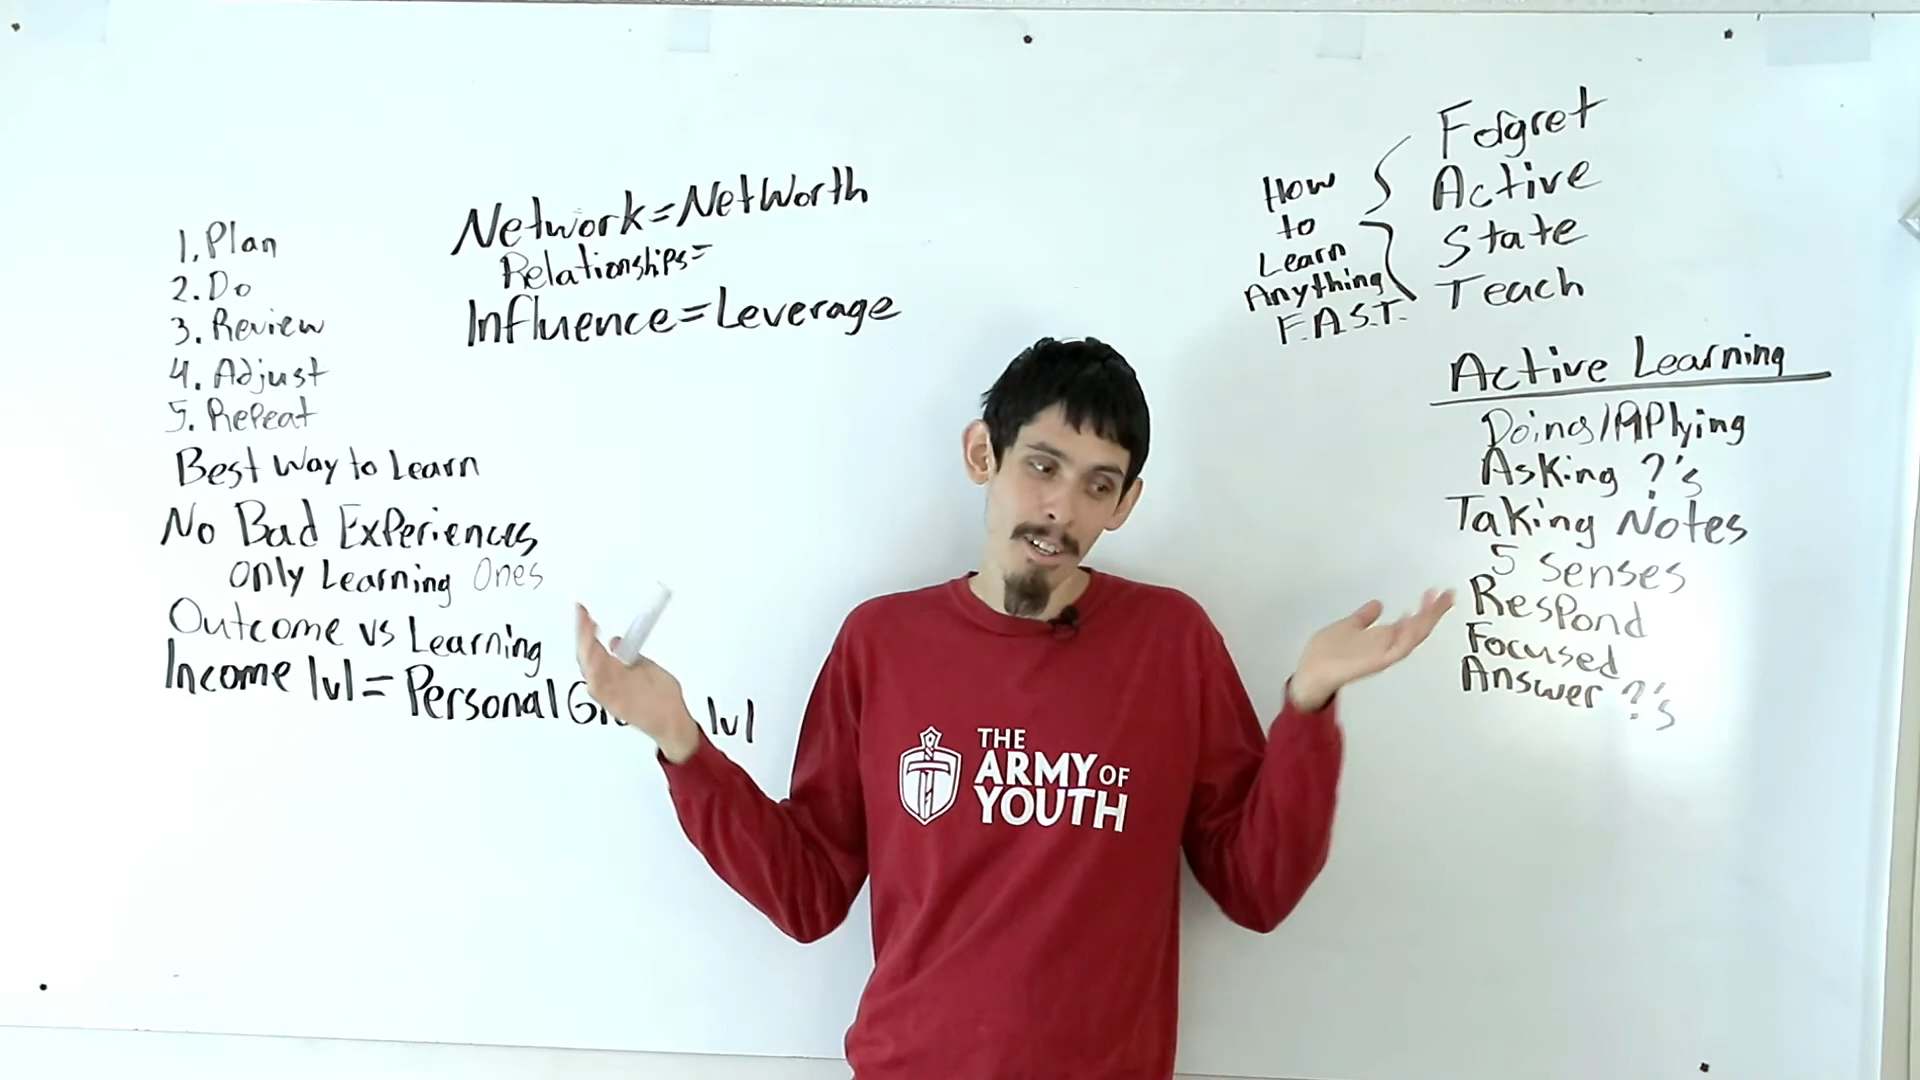 1. Plan
2. Do
3. Review
4. Adjust
5. Repeat
Best Way to Learn
No Bad Experiences
Only Learning Ones
Outcome vs Learning
Income lvl = Personal lvl
Network = NetWorth
Relationships =
Influence = Leverage
How
to
Learn
Anything
F.A.S.T.
Fofgret
Active
State
Teach
Active Learning
Doing/APPlying
Asking ?'s
Taking Notes
5 Senses
Respond
Focused
Answer ?'s
THE
ARMY OF
YOUTH